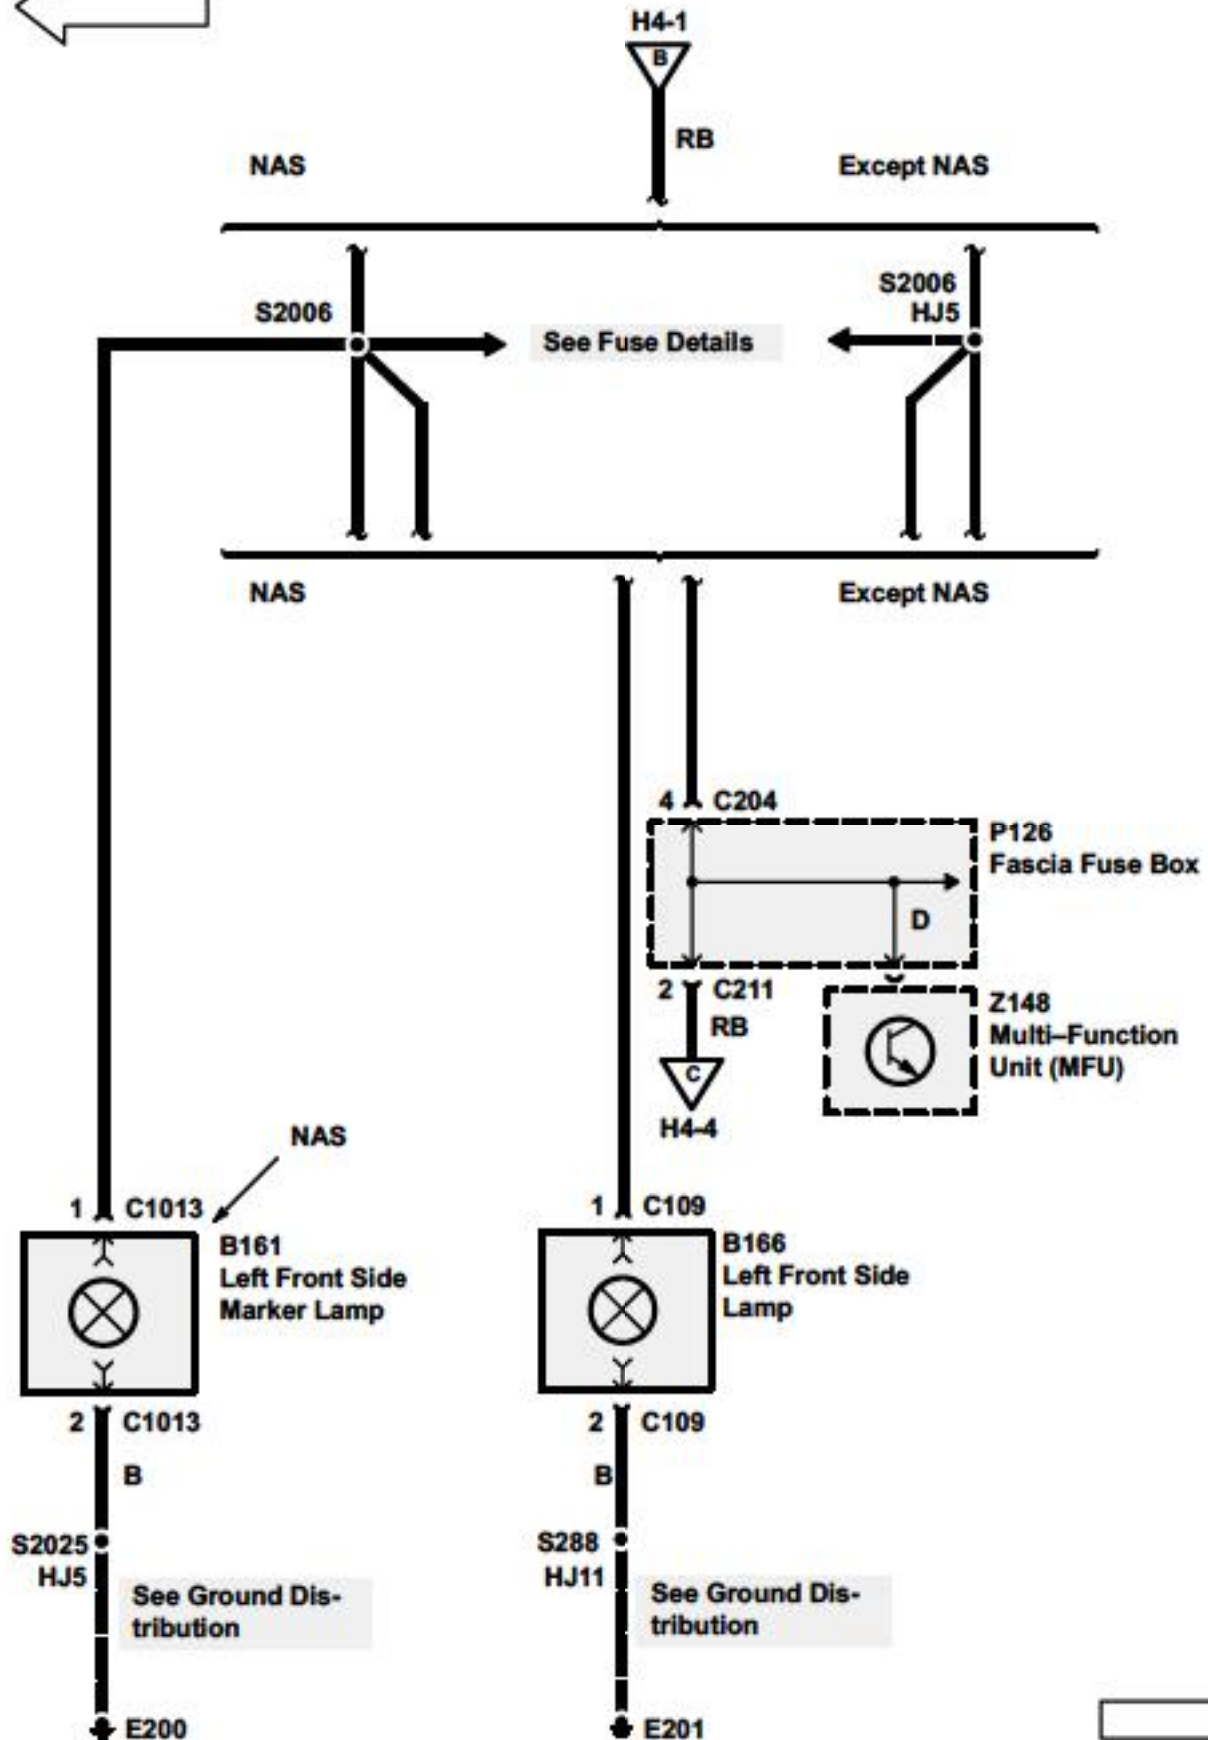 H4-1
B
RB
NAS
Except NAS
S2006
S2006
HJ5
See Fuse Details
NAS
Except NAS
4 C204
P126
Fascia Fuse Box
D
2 C211
RB
Z148
Multi–Function
Unit (MFU)
C
H4-4
NAS
1 C1013
1 C109
B161
Left Front Side
Marker Lamp
B166
Left Front Side
Lamp
2 C1013
2 C109
B
B
S2025
HJ5
S288
HJ11
See Ground Dis-
tribution
See Ground Dis-
tribution
E200
E201